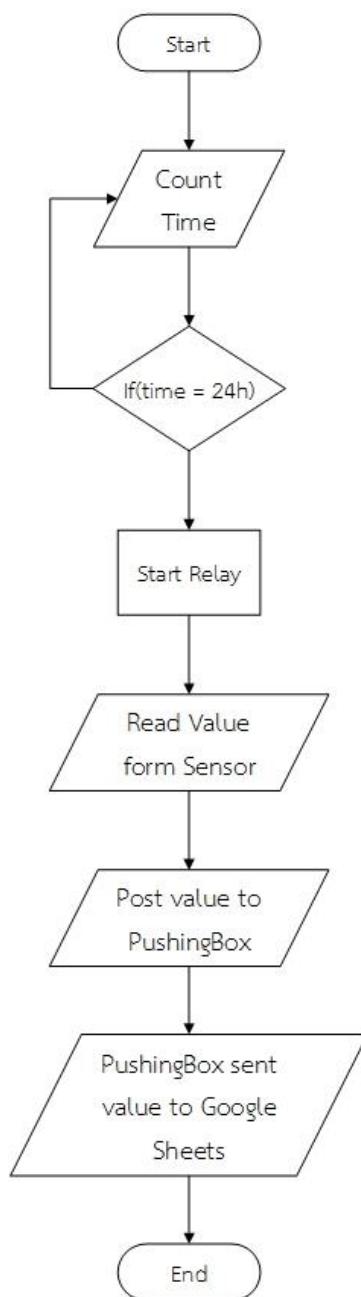 Start
Count
Time
If(time = 24h)
Start Relay
Read Value
form Sensor
Post value to
PushingBox
PushingBox sent
value to Google
Sheets
End